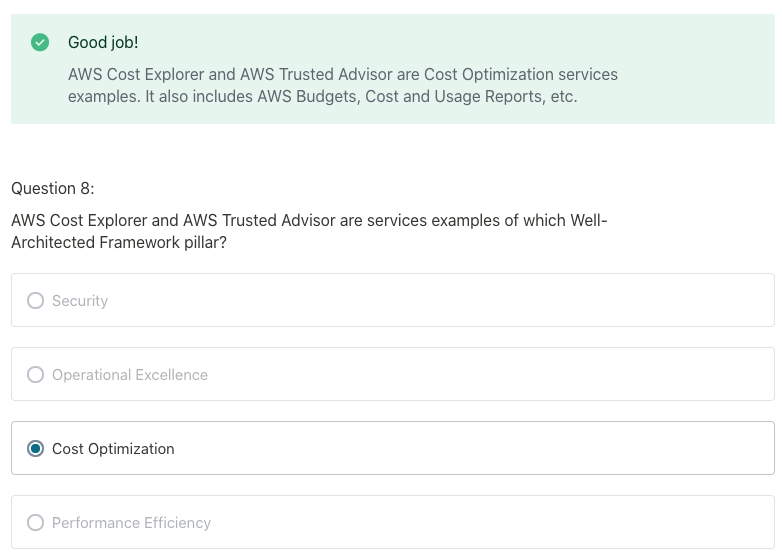 Good job!
AWS Cost Explorer and AWS Trusted Advisor are Cost Optimization services
examples. It also includes AWS Budgets, Cost and Usage Reports, etc.
Question 8:
AWS Cost Explorer and AWS Trusted Advisor are services examples of which Well-
Architected Framework pillar?
Security
Operational Excellence
Cost Optimization
Performance Efficiency